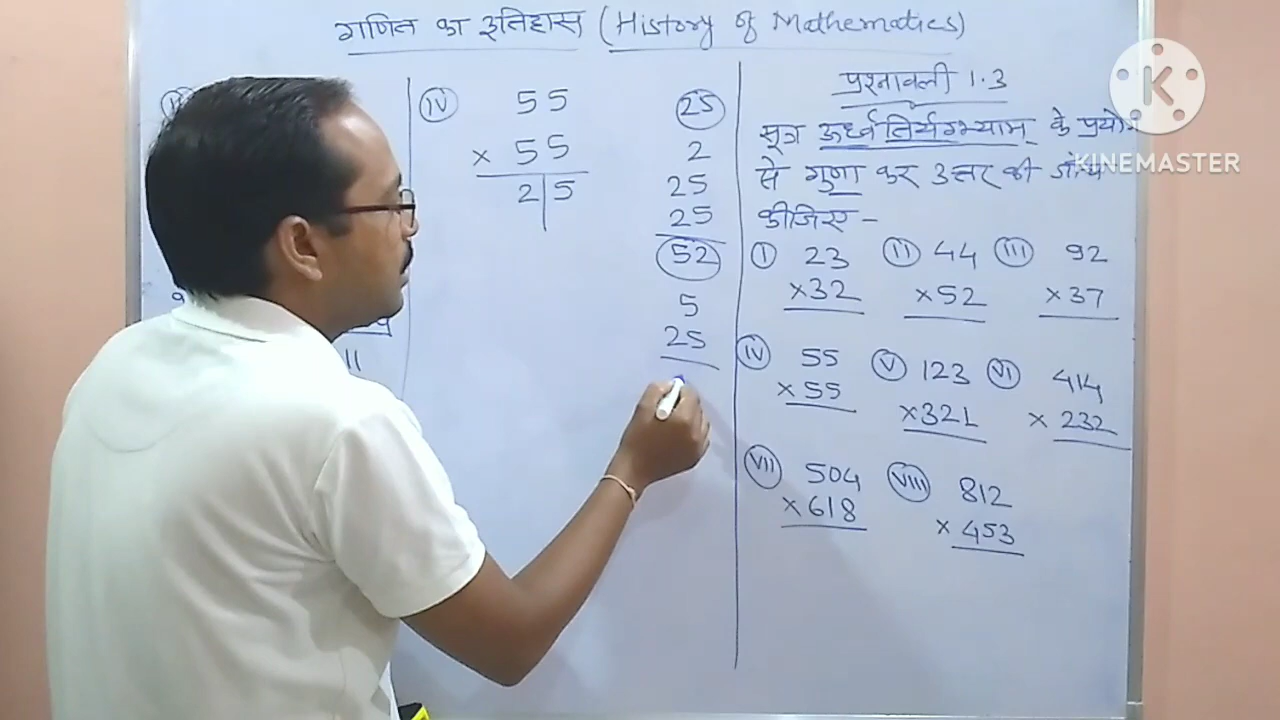 गणित का इतिहास (History of Mathematics)
IV 55
× 55
2|5
25
2
25
25
52
5
25
11
प्रश्नावली 1.3
सूत्र ऊर्ध्वतिर्यग्भ्याम् के प्रयोग
से गुणा कर उत्तर की जाँच
कीजिए –
I 23 II 44 III 92
×32 ×52 ×37
IV 55 V 123 VI 414
×55 ×321 ×232
VII 504 VIII 812
×618 ×453
K
KINEMASTER